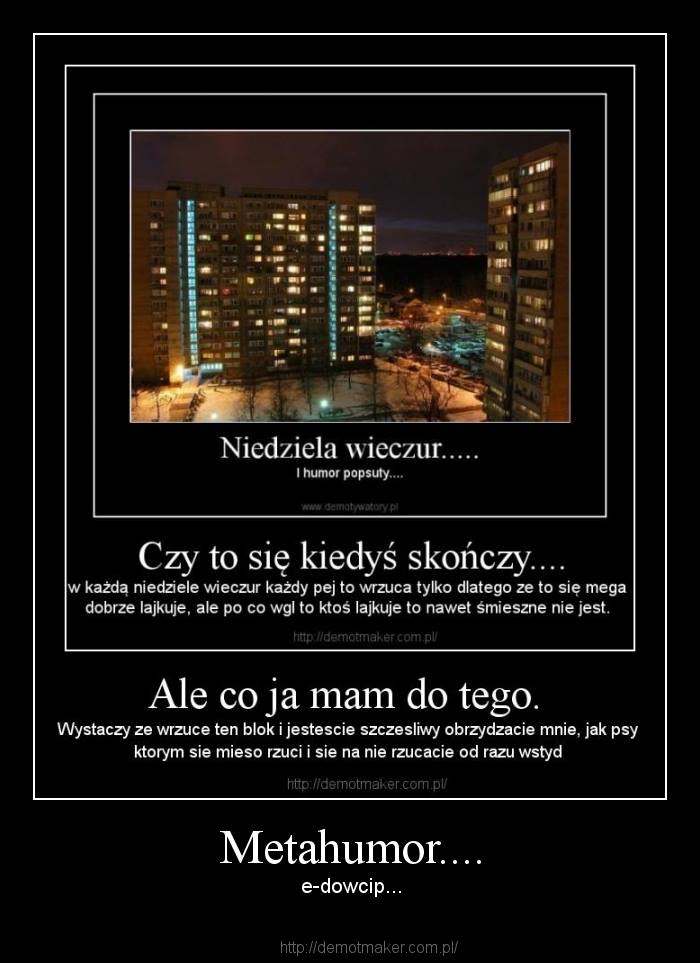 Niedziela wieczur.....
I humor popsuty....
www.demotywatory.pl
Czy to się kiedyś skończy....
w każdą niedziele wieczur każdy pej to wrzuca tylko dlatego ze to się mega
dobrze lajkuje, ale po co wgl to ktoś lajkuje to nawet śmieszne nie jest.
http://demotmaker.com.pl/
Ale co ja mam do tego.
Wystaczy ze wrzuce ten blok i jestescie szczesliwy obrzydzacie mnie, jak psy
ktorym sie mieso rzuci i sie na nie rzucacie od razu wstyd
http://demotmaker.com.pl/
Metahumor....
e-dowcip...
http://demotmaker.com.pl/